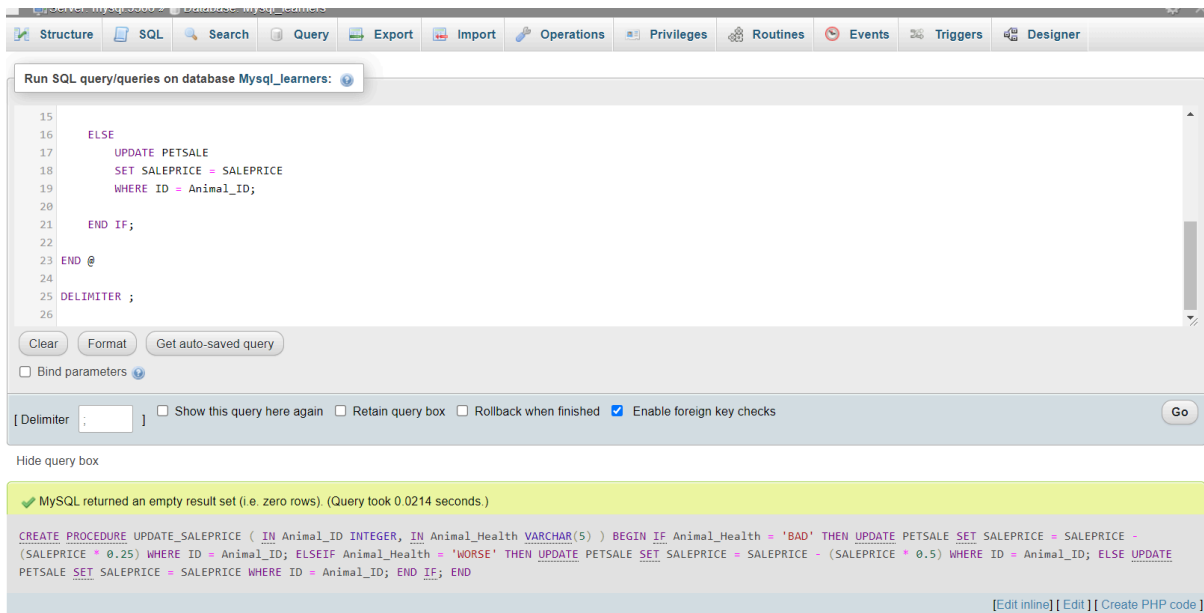 Server: mysql:3306 » Database: Mysql_learners
Structure SQL Search Query Export Import Operations Privileges Routines Events Triggers Designer
Run SQL query/queries on database Mysql_learners:
15
16 ELSE
17 UPDATE PETSALE
18 SET SALEPRICE = SALEPRICE
19 WHERE ID = Animal_ID;
20
21 END IF;
22
23 END @
24
25 DELIMITER ;
26
Clear Format Get auto-saved query
Bind parameters
[ Delimiter ; ] Show this query here again Retain query box Rollback when finished Enable foreign key checks Go
Hide query box
MySQL returned an empty result set (i.e. zero rows). (Query took 0.0214 seconds.)
CREATE PROCEDURE UPDATE_SALEPRICE ( IN Animal_ID INTEGER, IN Animal_Health VARCHAR(5) ) BEGIN IF Animal_Health = 'BAD' THEN UPDATE PETSALE SET SALEPRICE = SALEPRICE -
(SALEPRICE * 0.25) WHERE ID = Animal_ID; ELSEIF Animal_Health = 'WORSE' THEN UPDATE PETSALE SET SALEPRICE = SALEPRICE - (SALEPRICE * 0.5) WHERE ID = Animal_ID; ELSE UPDATE
PETSALE SET SALEPRICE = SALEPRICE WHERE ID = Animal_ID; END IF; END
[Edit inline] [ Edit ] [ Create PHP code ]